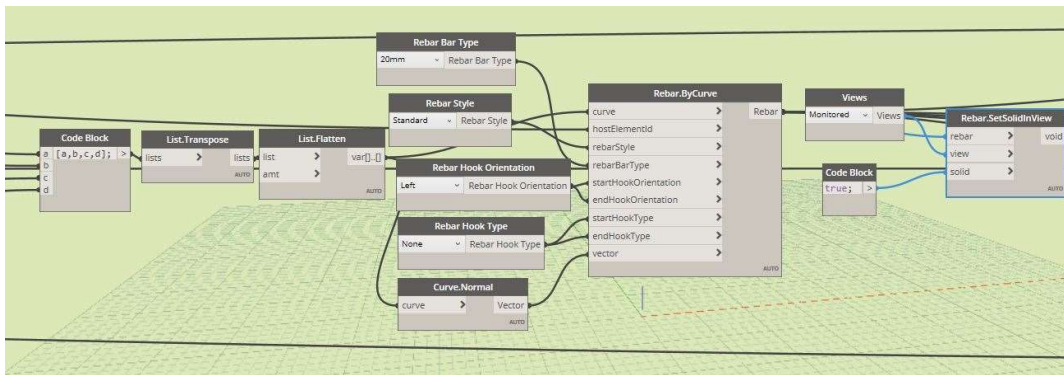 Code Block
a [a,b,c,d]; >
b
c
d
List.Transpose
lists > lists
AUTO
List.Flatten
list > var[]..[]
amt >
AUTO
Rebar Bar Type
20mm Rebar Bar Type
Rebar Style
Standard Rebar Style
Rebar Hook Orientation
Left Rebar Hook Orientation
Rebar Hook Type
None Rebar Hook Type
Curve.Normal
curve > Vector
AUTO
Rebar.ByCurve
curve > Rebar
hostElementId >
rebarStyle >
rebarBarType >
startHookOrientation >
endHookOrientation >
startHookType >
endHookType >
vector >
AUTO
Views
Monitored Views
Code Block
true; >
Rebar.SetSolidInView
rebar > void
view >
solid >
AUTO